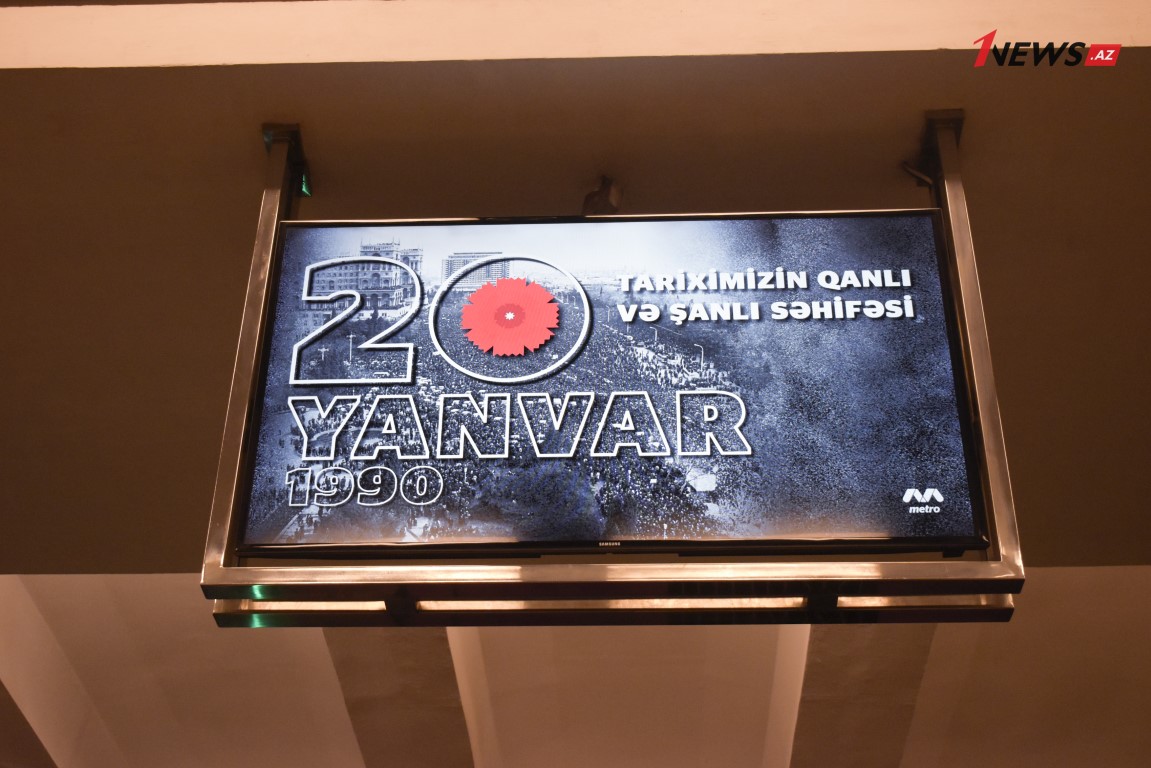 1NEWS.AZ
20
YANVAR
1990
TARİXİMİZİN QANLI
VƏ ŞANLI SƏHİFƏSİ
metro
SAMSUNG